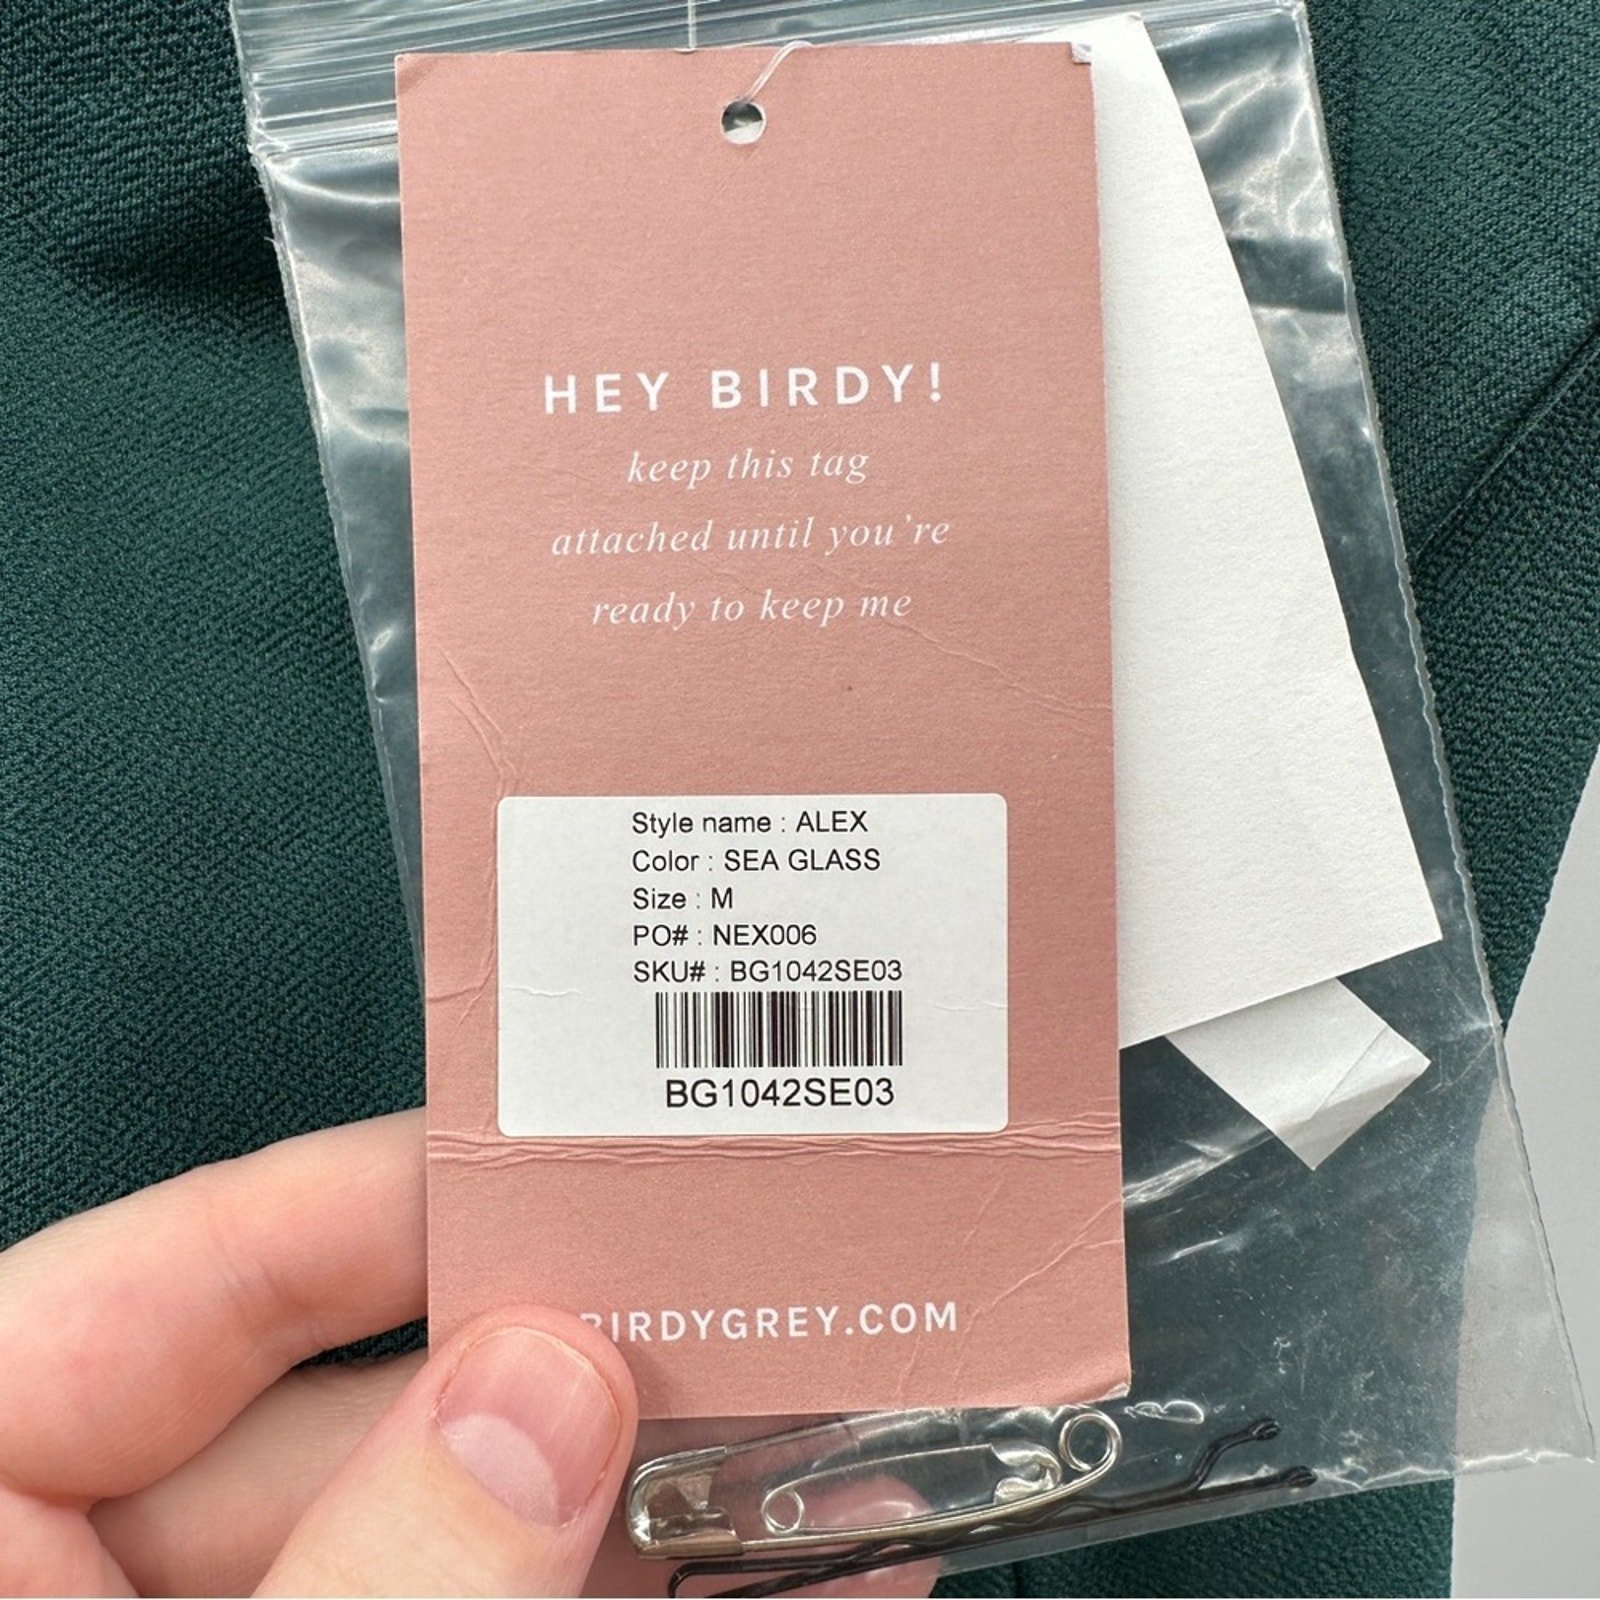 HEY BIRDY!
keep this tag
attached until you're
ready to keep me
Style name : ALEX
Color : SEA GLASS
Size : M
PO# : NEX006
SKU# : BG1042SE03
BG1042SE03
BIRDYGREY.COM